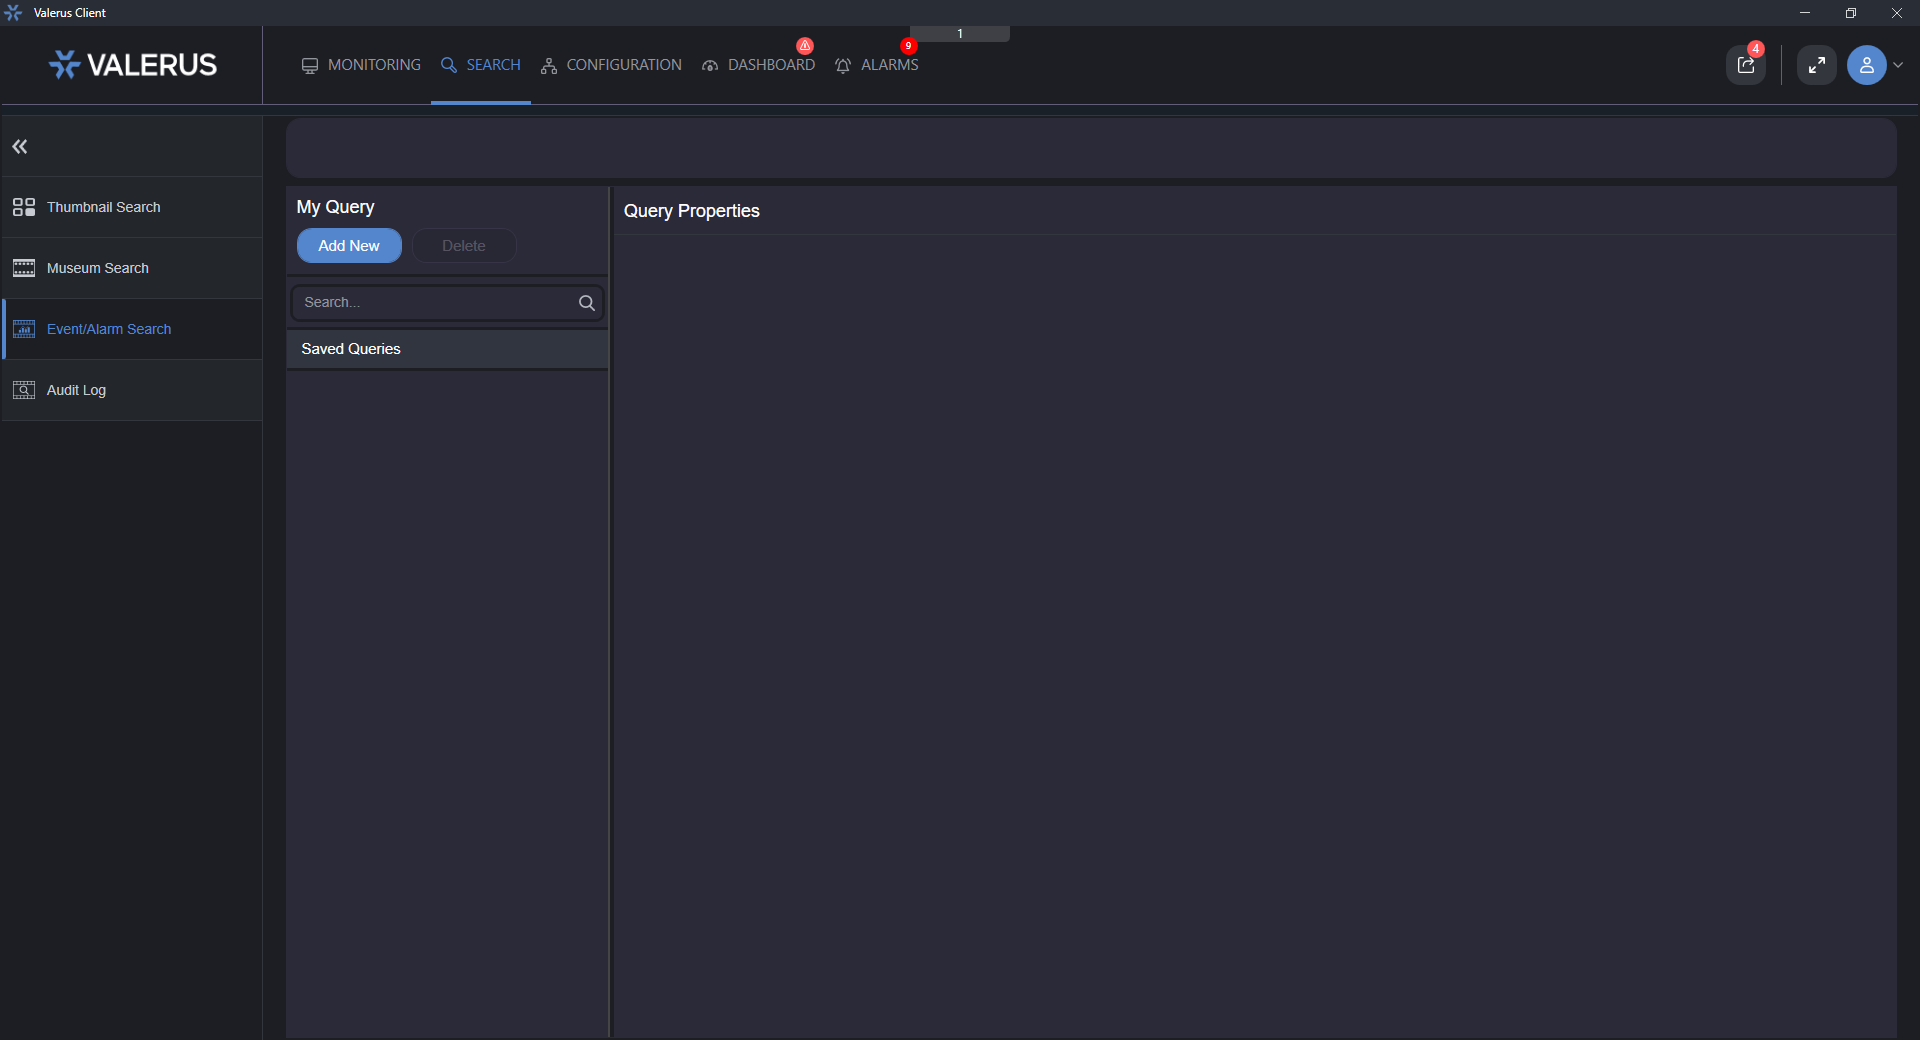 Valerus Client
1
VALERUS
MONITORING SEARCH CONFIGURATION DASHBOARD 9 ALARMS 4
Thumbnail Search
Museum Search
Event/Alarm Search
Audit Log
My Query
Add New Delete
Search...
Saved Queries
Query Properties